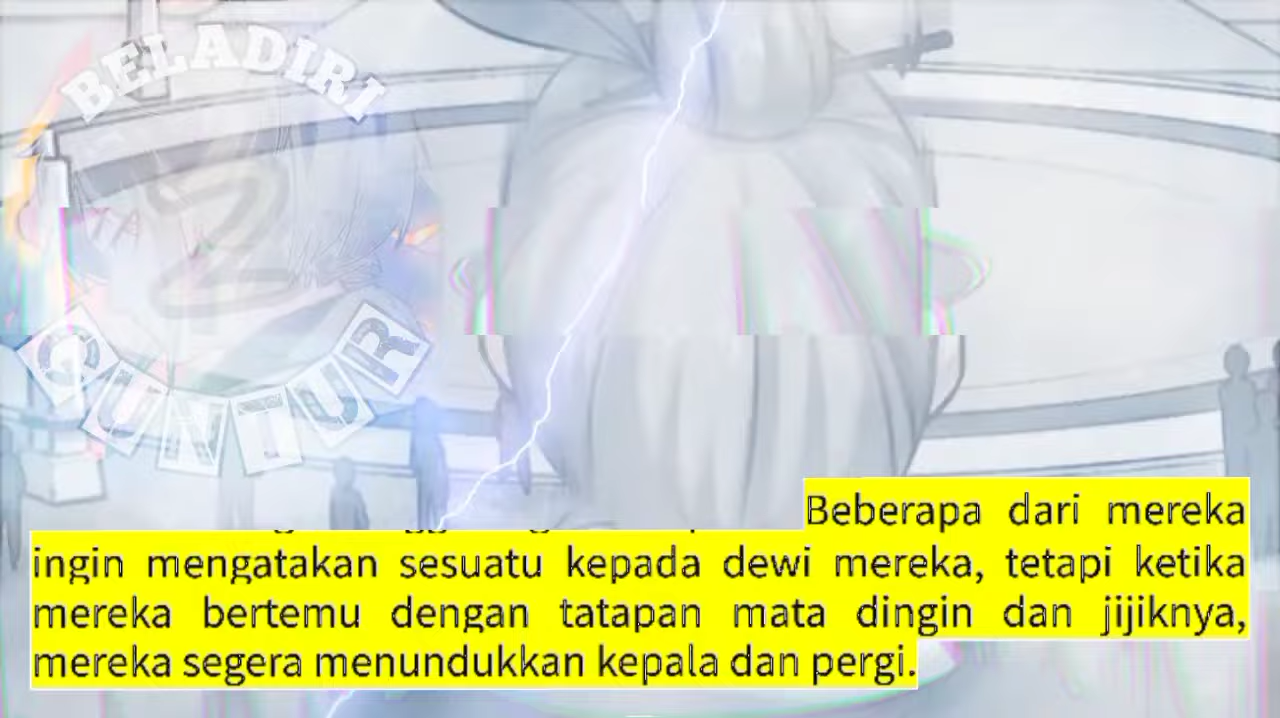 BELADIRI
GUNTUR
Beberapa dari mereka
ingin mengatakan sesuatu kepada dewi mereka, tetapi ketika
mereka bertemu dengan tatapan mata dingin dan jijiknya,
mereka segera menundukkan kepala dan pergi.